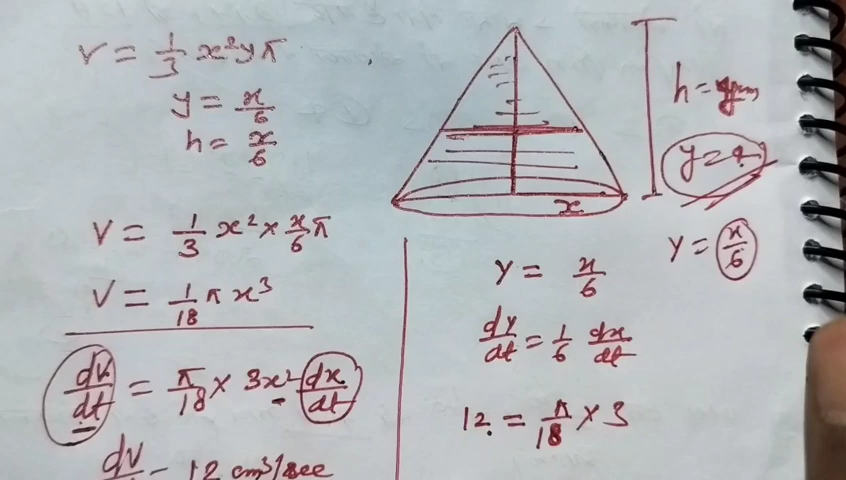 V = 1/3 x²yπ
y = x/6
h = x/6
V = 1/3 x² × x/6 π
V = 1/18 π x³
dV/dt = π/18 × 3x² dx/dt
dV/dt = 12 cm³/sec
x
h =
y =
y = x/6
y = x/6
dy/dt = 1/6 dx/dt
12 = π/18 × 3